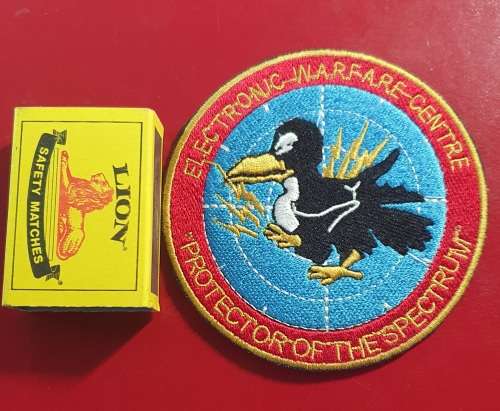 LION
SAFETY MATCHES
ELECTRONIC WARFARE CENTRE
"PROTECTOR OF THE SPECTRUM"